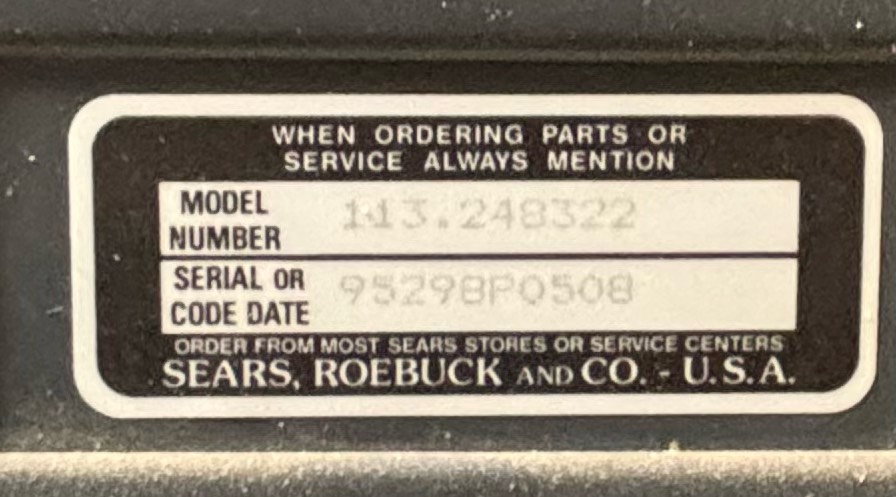 WHEN ORDERING PARTS OR
SERVICE ALWAYS MENTION
MODEL NUMBER 113.248322
SERIAL OR CODE DATE 95298P0508
ORDER FROM MOST SEARS STORES OR SERVICE CENTERS
SEARS, ROEBUCK AND CO. - U.S.A.